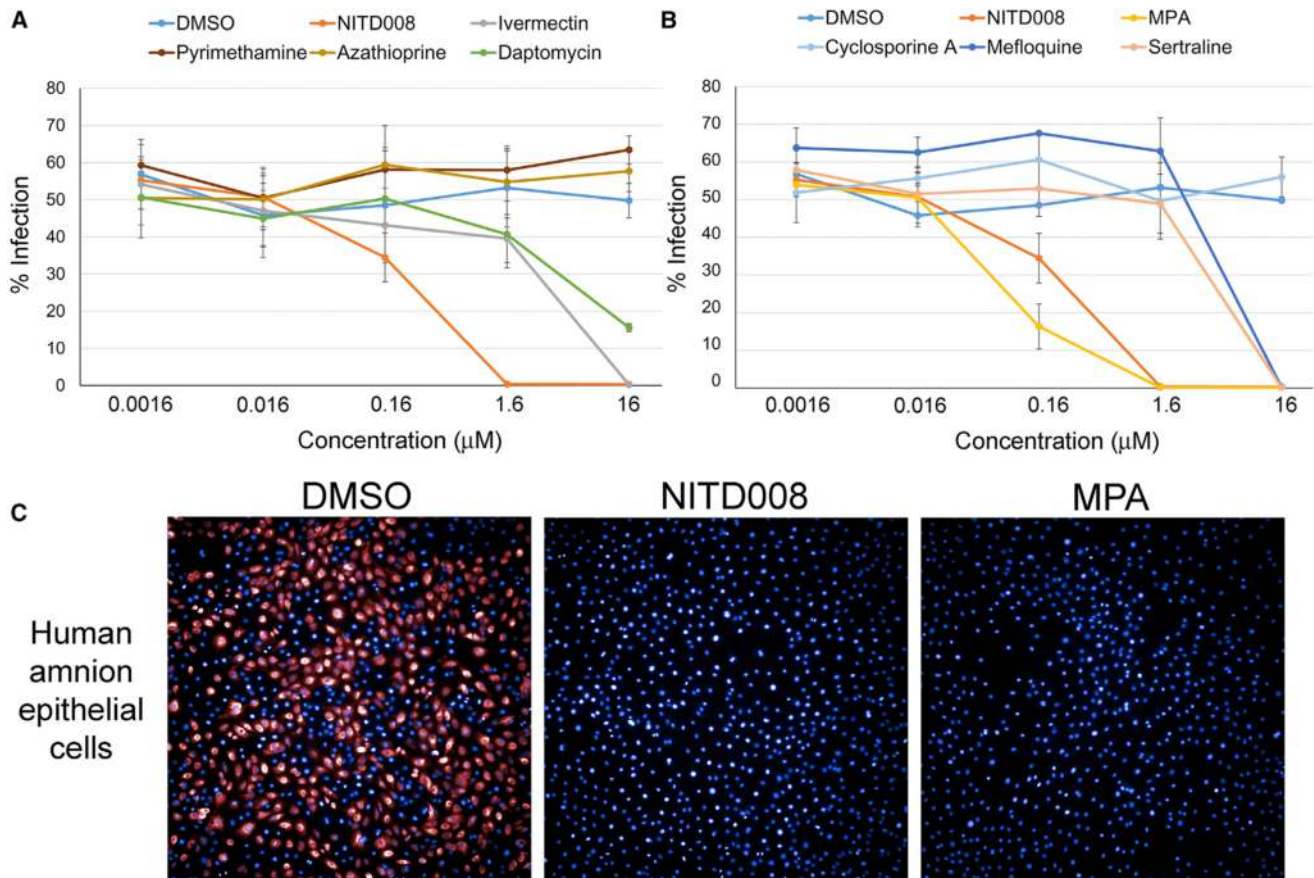 A
DMSO NITD008 Ivermectin
Pyrimethamine Azathioprine Daptomycin
% Infection
80
70
60
50
40
30
20
10
0
0.0016 0.016 0.16 1.6 16
Concentration (μM)
B
DMSO NITD008 MPA
Cyclosporine A Mefloquine Sertraline
% Infection
80
70
60
50
40
30
20
10
0
0.0016 0.016 0.16 1.6 16
Concentration (μM)
C
DMSO NITD008 MPA
Human
amnion
epithelial
cells